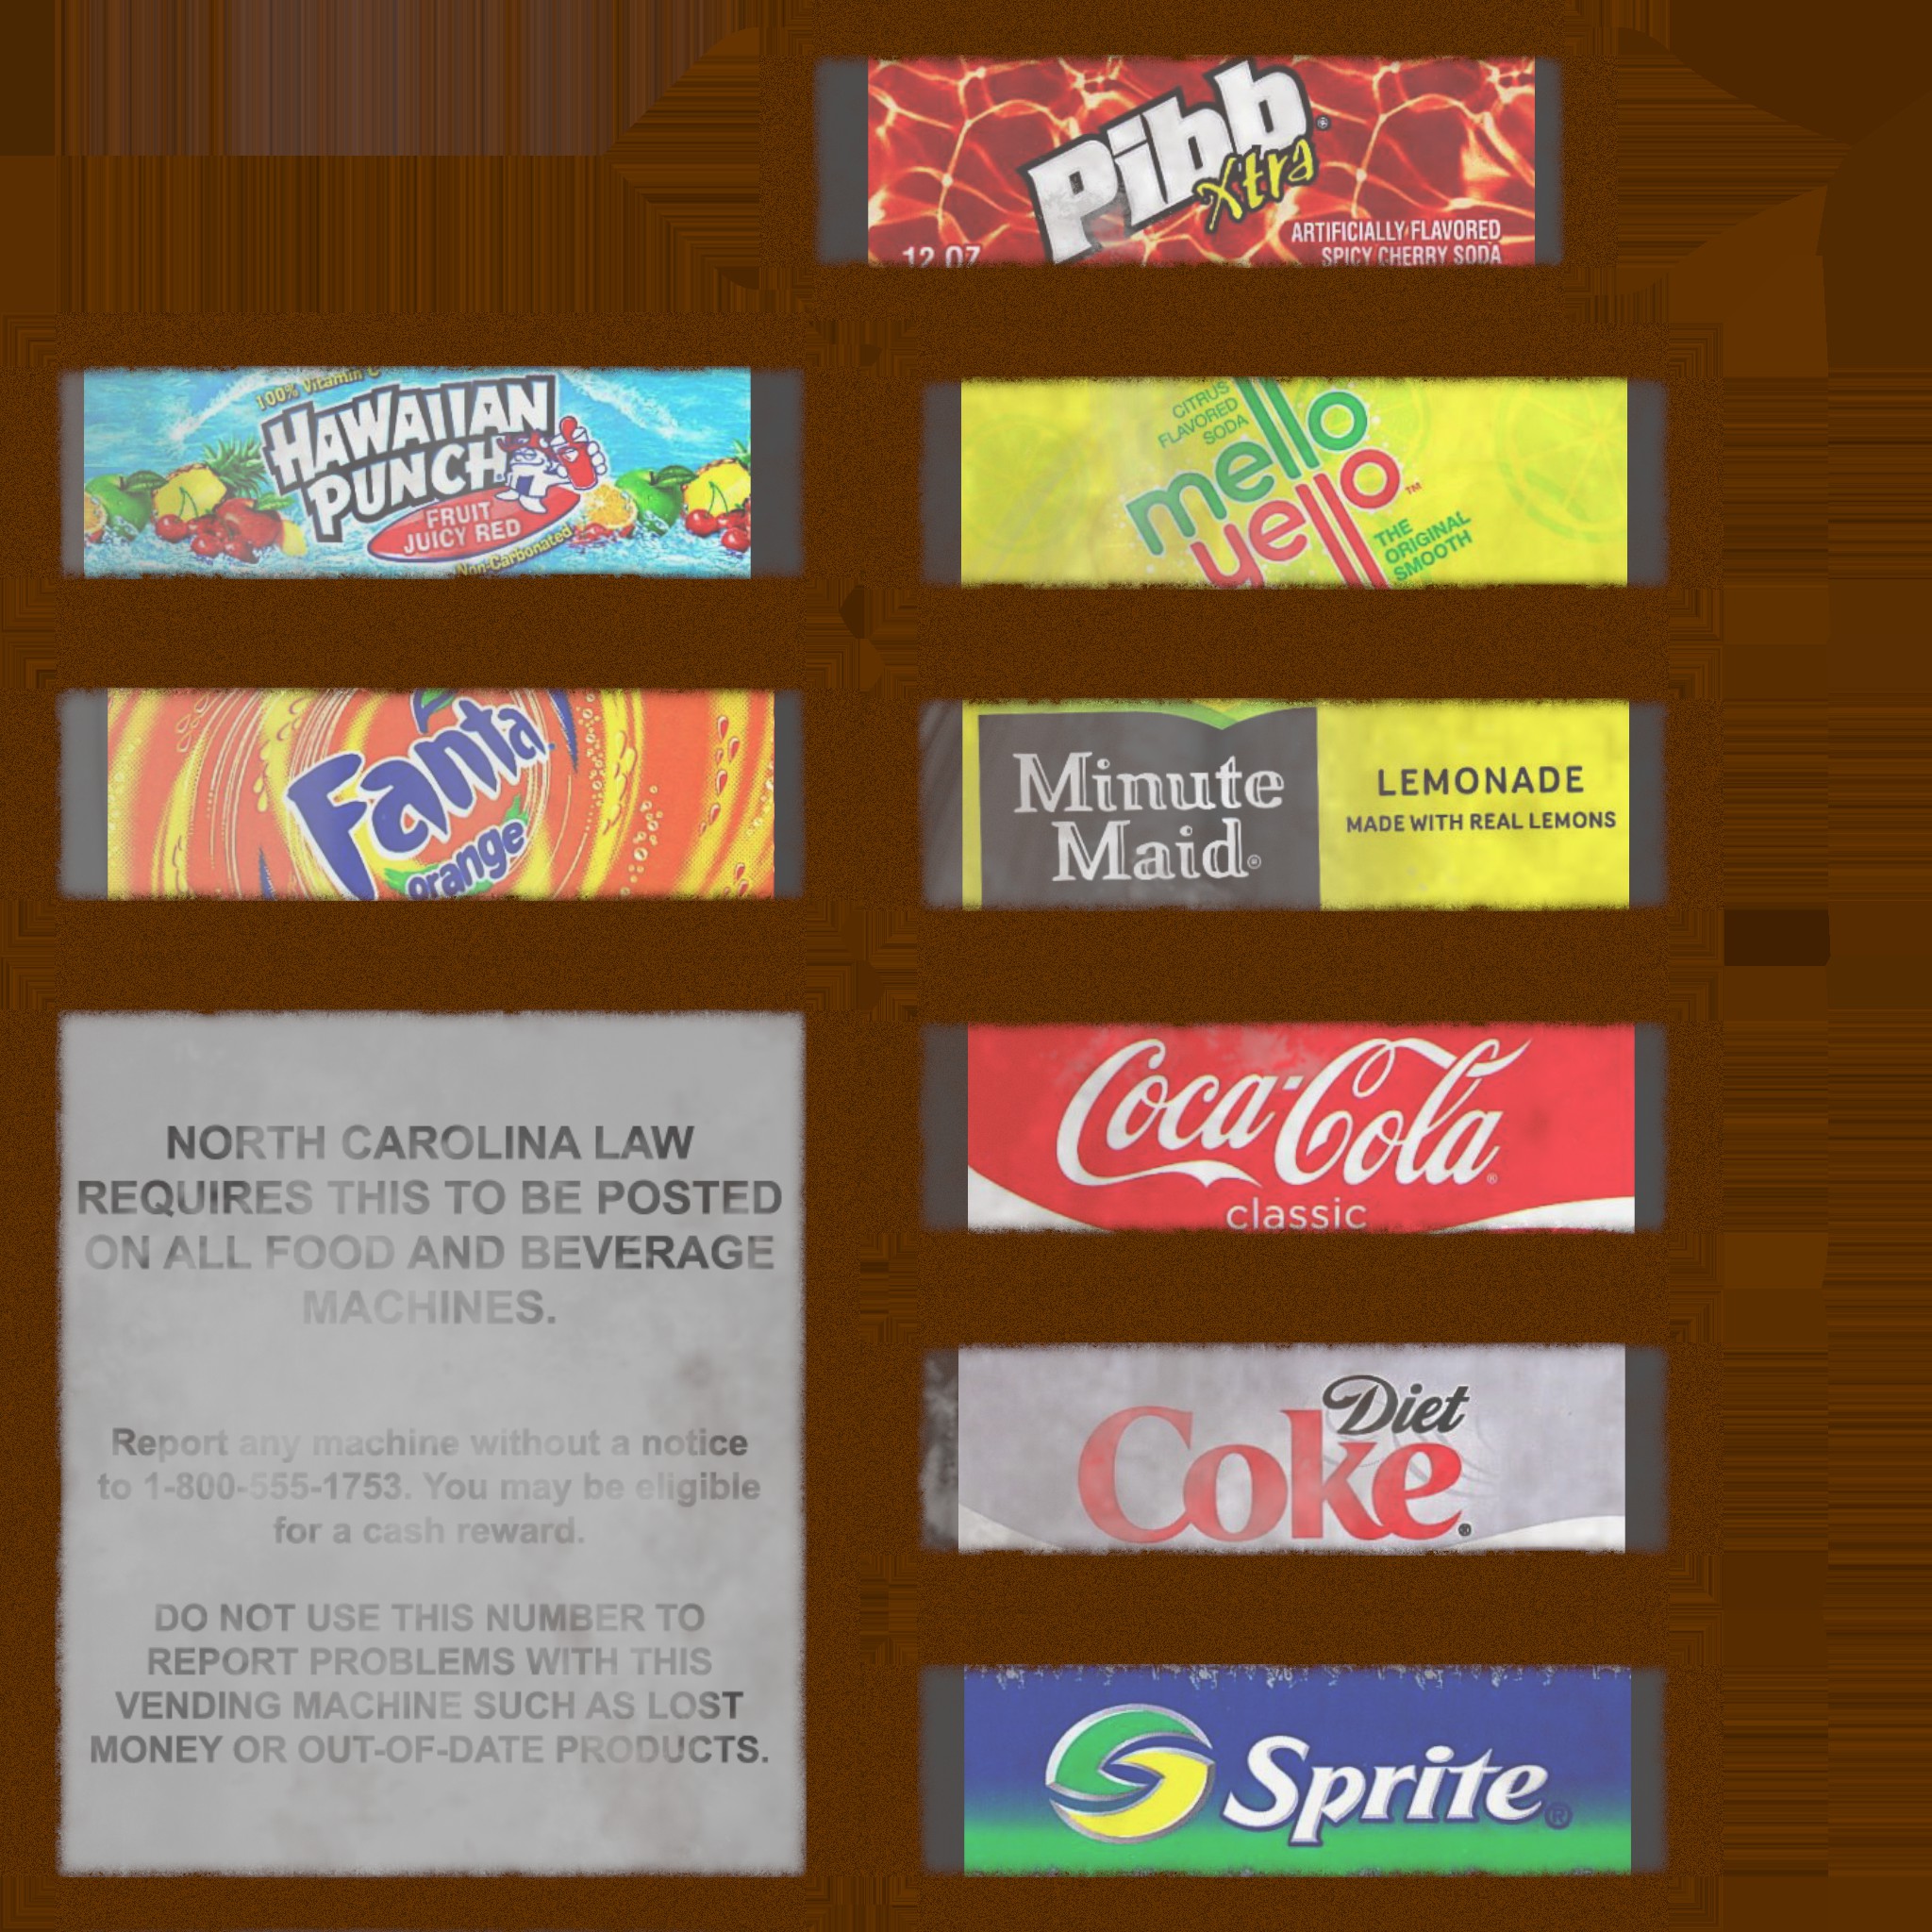 Pibb
Xtra
ARTIFICIALLY FLAVORED
SPICY CHERRY SODA
12 OZ
100% Vitamin C
HAWAIIAN
PUNCH
FRUIT
JUICY RED
Non-Carbonated
CITRUS
FLAVORED
SODA
mello
yello™
THE
ORIGINAL
SMOOTH
Fanta
orange
Minute
Maid®
LEMONADE
MADE WITH REAL LEMONS
NORTH CAROLINA LAW
REQUIRES THIS TO BE POSTED
ON ALL FOOD AND BEVERAGE
MACHINES.
Report any machine without a notice
to 1-800-555-1753. You may be eligible
for a cash reward.
DO NOT USE THIS NUMBER TO
REPORT PROBLEMS WITH THIS
VENDING MACHINE SUCH AS LOST
MONEY OR OUT-OF-DATE PRODUCTS.
Coca-Cola®
classic
Diet
Coke®
Sprite®